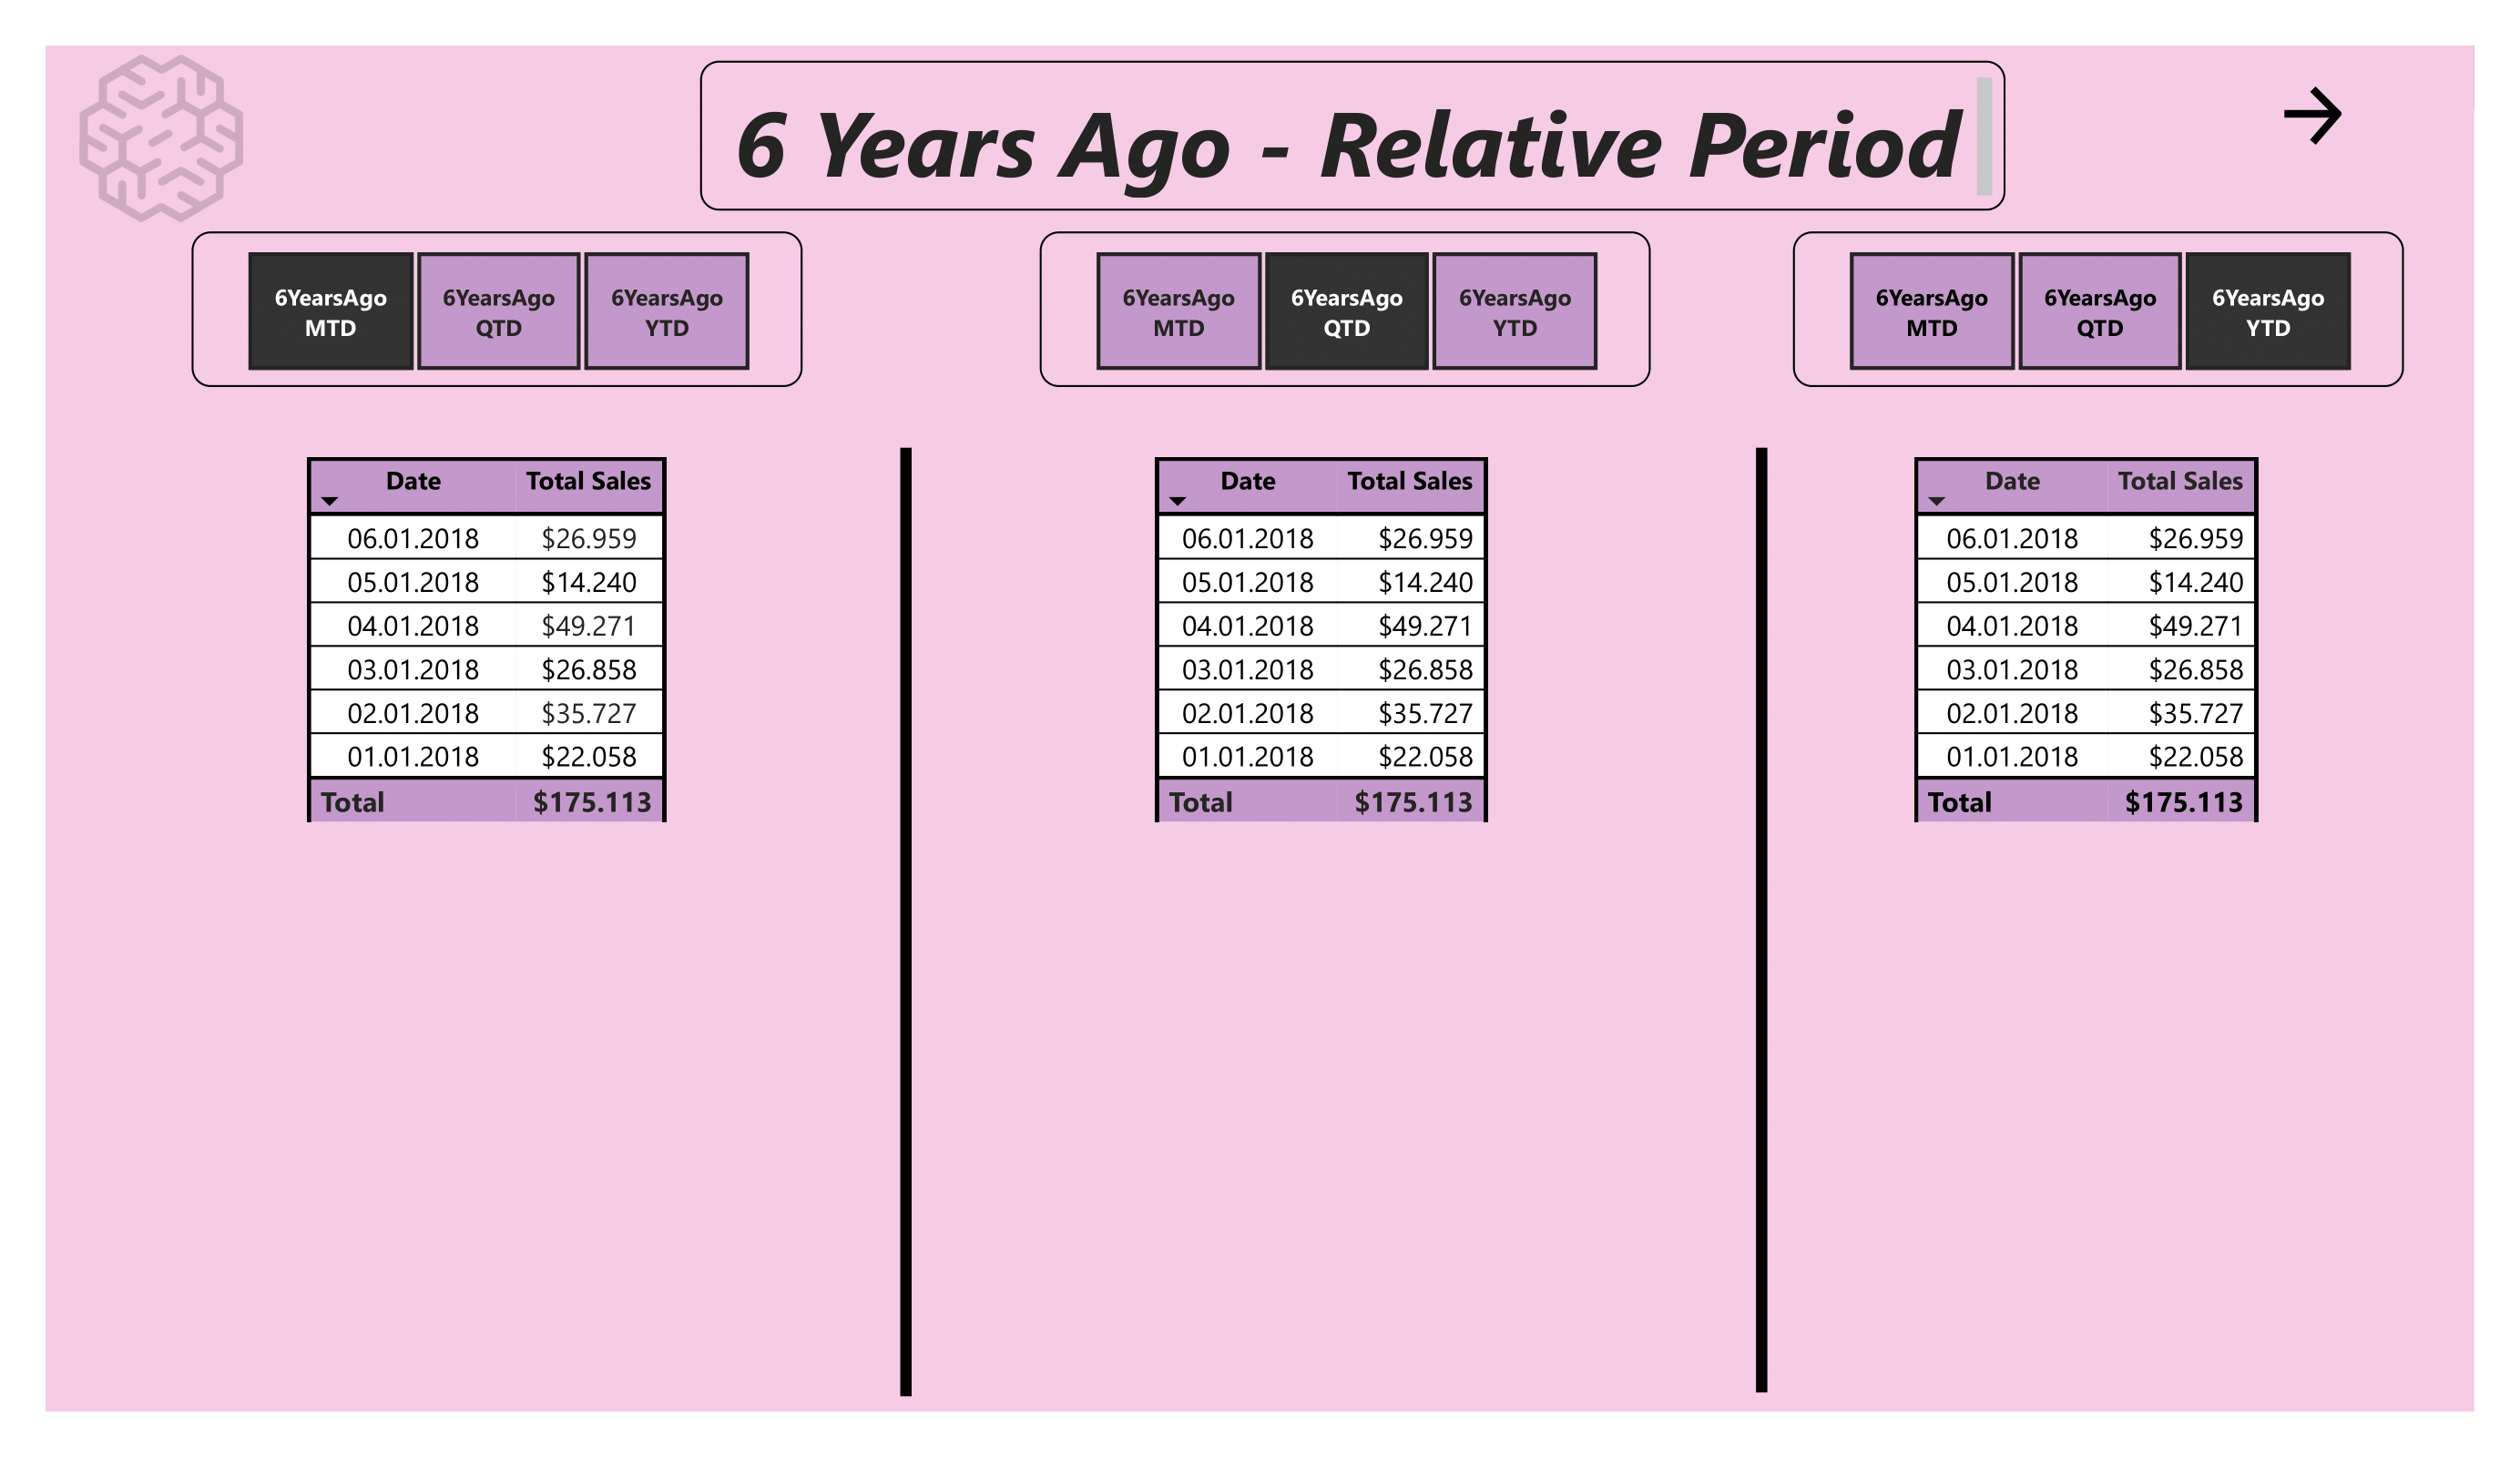 6 Years Ago - Relative Period
6YearsAgo
MTD
6YearsAgo
QTD
6YearsAgo
YTD
6YearsAgo
MTD
6YearsAgo
QTD
6YearsAgo
YTD
6YearsAgo
MTD
6YearsAgo
QTD
6YearsAgo
YTD
Date Total Sales
06.01.2018 $26.959
05.01.2018 $14.240
04.01.2018 $49.271
03.01.2018 $26.858
02.01.2018 $35.727
01.01.2018 $22.058
Total $175.113
Date Total Sales
06.01.2018 $26.959
05.01.2018 $14.240
04.01.2018 $49.271
03.01.2018 $26.858
02.01.2018 $35.727
01.01.2018 $22.058
Total $175.113
Date Total Sales
06.01.2018 $26.959
05.01.2018 $14.240
04.01.2018 $49.271
03.01.2018 $26.858
02.01.2018 $35.727
01.01.2018 $22.058
Total $175.113